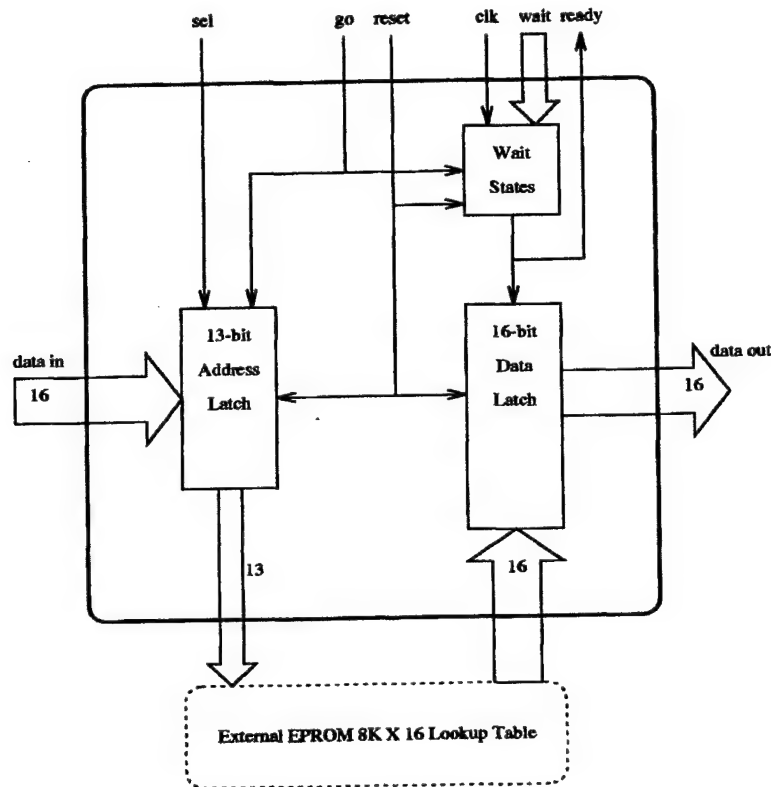 sel
go
reset
clk
wait
ready
Wait
States
13-bit
Address
Latch
16-bit
Data
Latch
data in
16
data out
16
13
16
External EPROM 8K X 16 Lookup Table